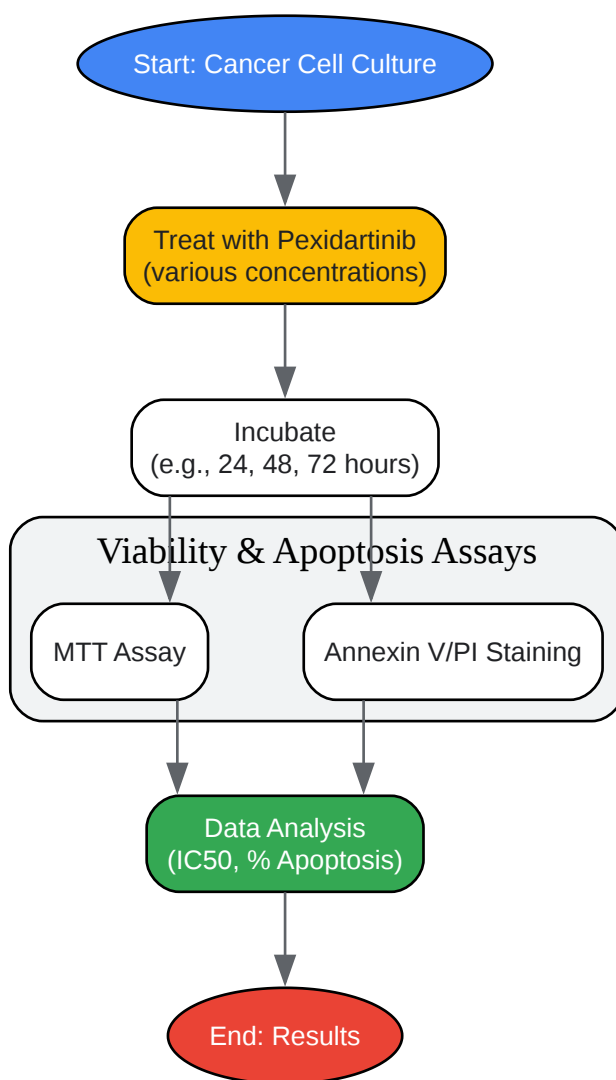 Start: Cancer Cell Culture
Treat with Pexidartinib
(various concentrations)
Incubate
(e.g., 24, 48, 72 hours)
Viability & Apoptosis Assays
MTT Assay
Annexin V/PI Staining
Data Analysis
(IC50, % Apoptosis)
End: Results